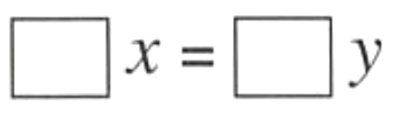 □ x = □ y